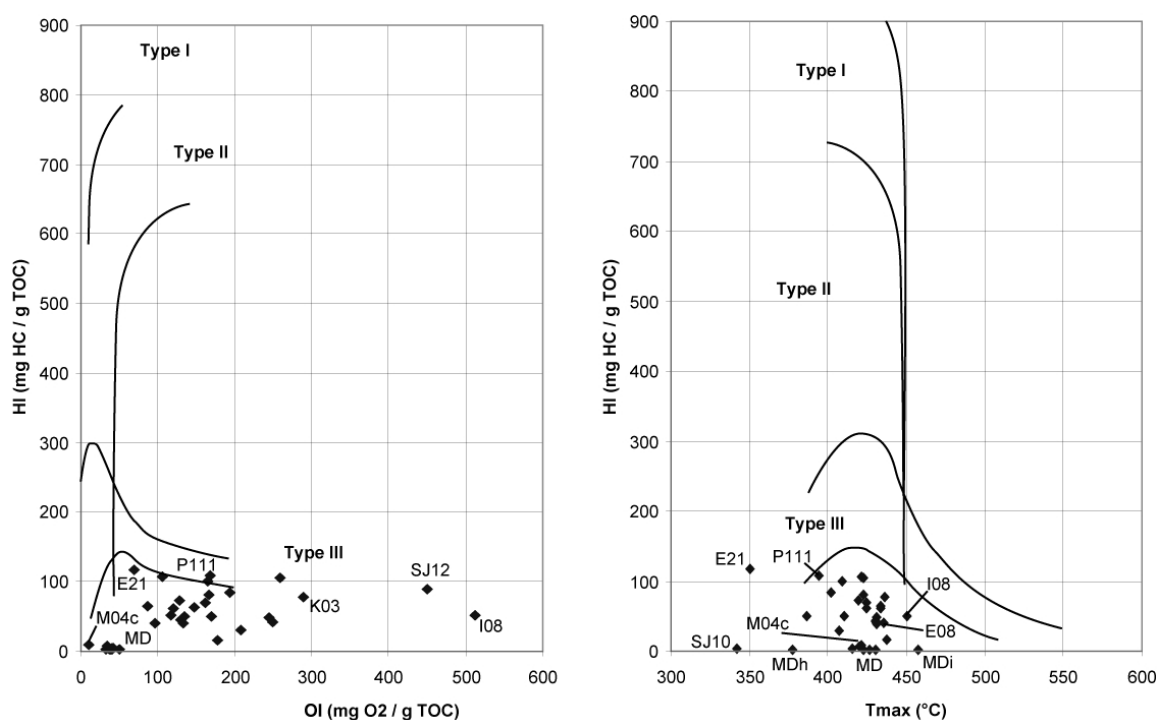 900
800
700
600
500
400
300
200
100
0
HI (mg HC / g TOC)
Type I
Type II
Type III
E21
P111
SJ12
K03
I08
M04c
MD
0 100 200 300 400 500 600
OI (mg O2 / g TOC)
900
800
700
600
500
400
300
200
100
0
HI (mg HC / g TOC)
Type I
Type II
Type III
E21
P111
I08
M04c
E08
SJ10
MDh
MD
MDi
300 350 400 450 500 550 600
Tmax (°C)